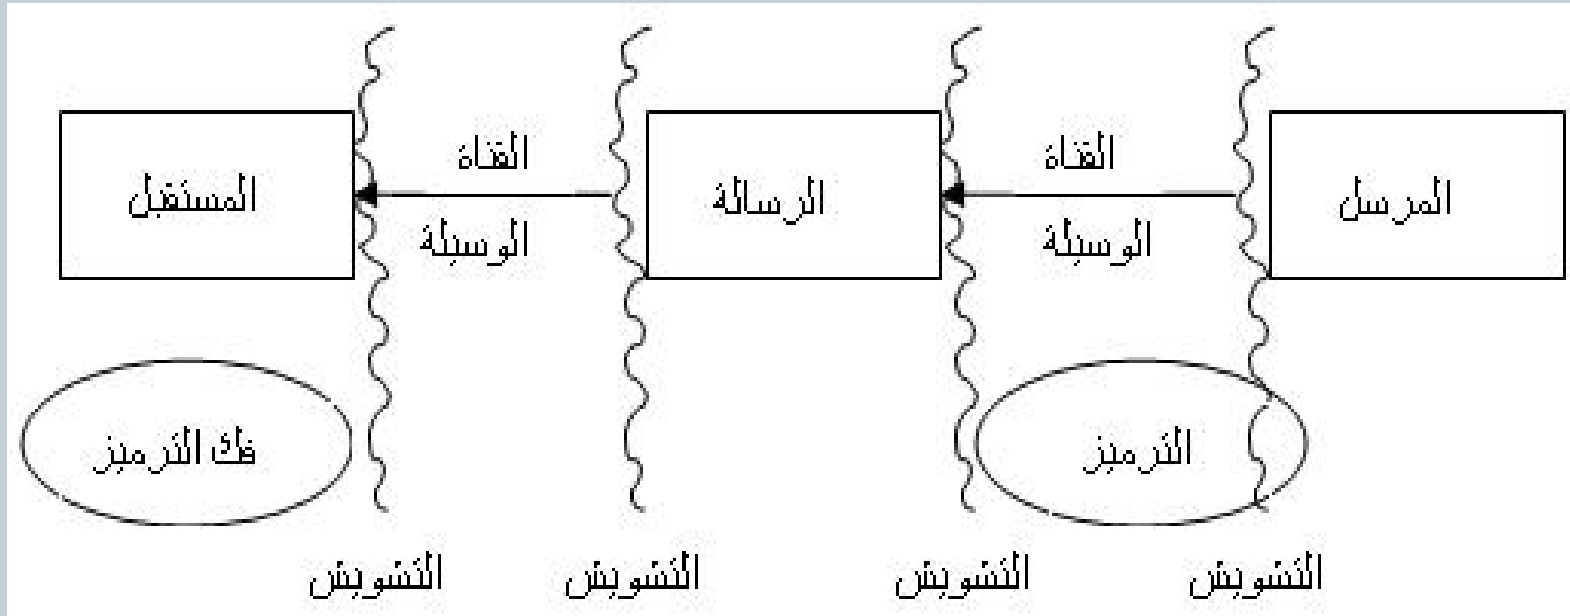 القناة
القناة
المرسل
الرسالة
المستقبل
الوسيلة
الوسيلة
الترميز
فك الترميز
التشويش
التشويش
التشويش
التشويش